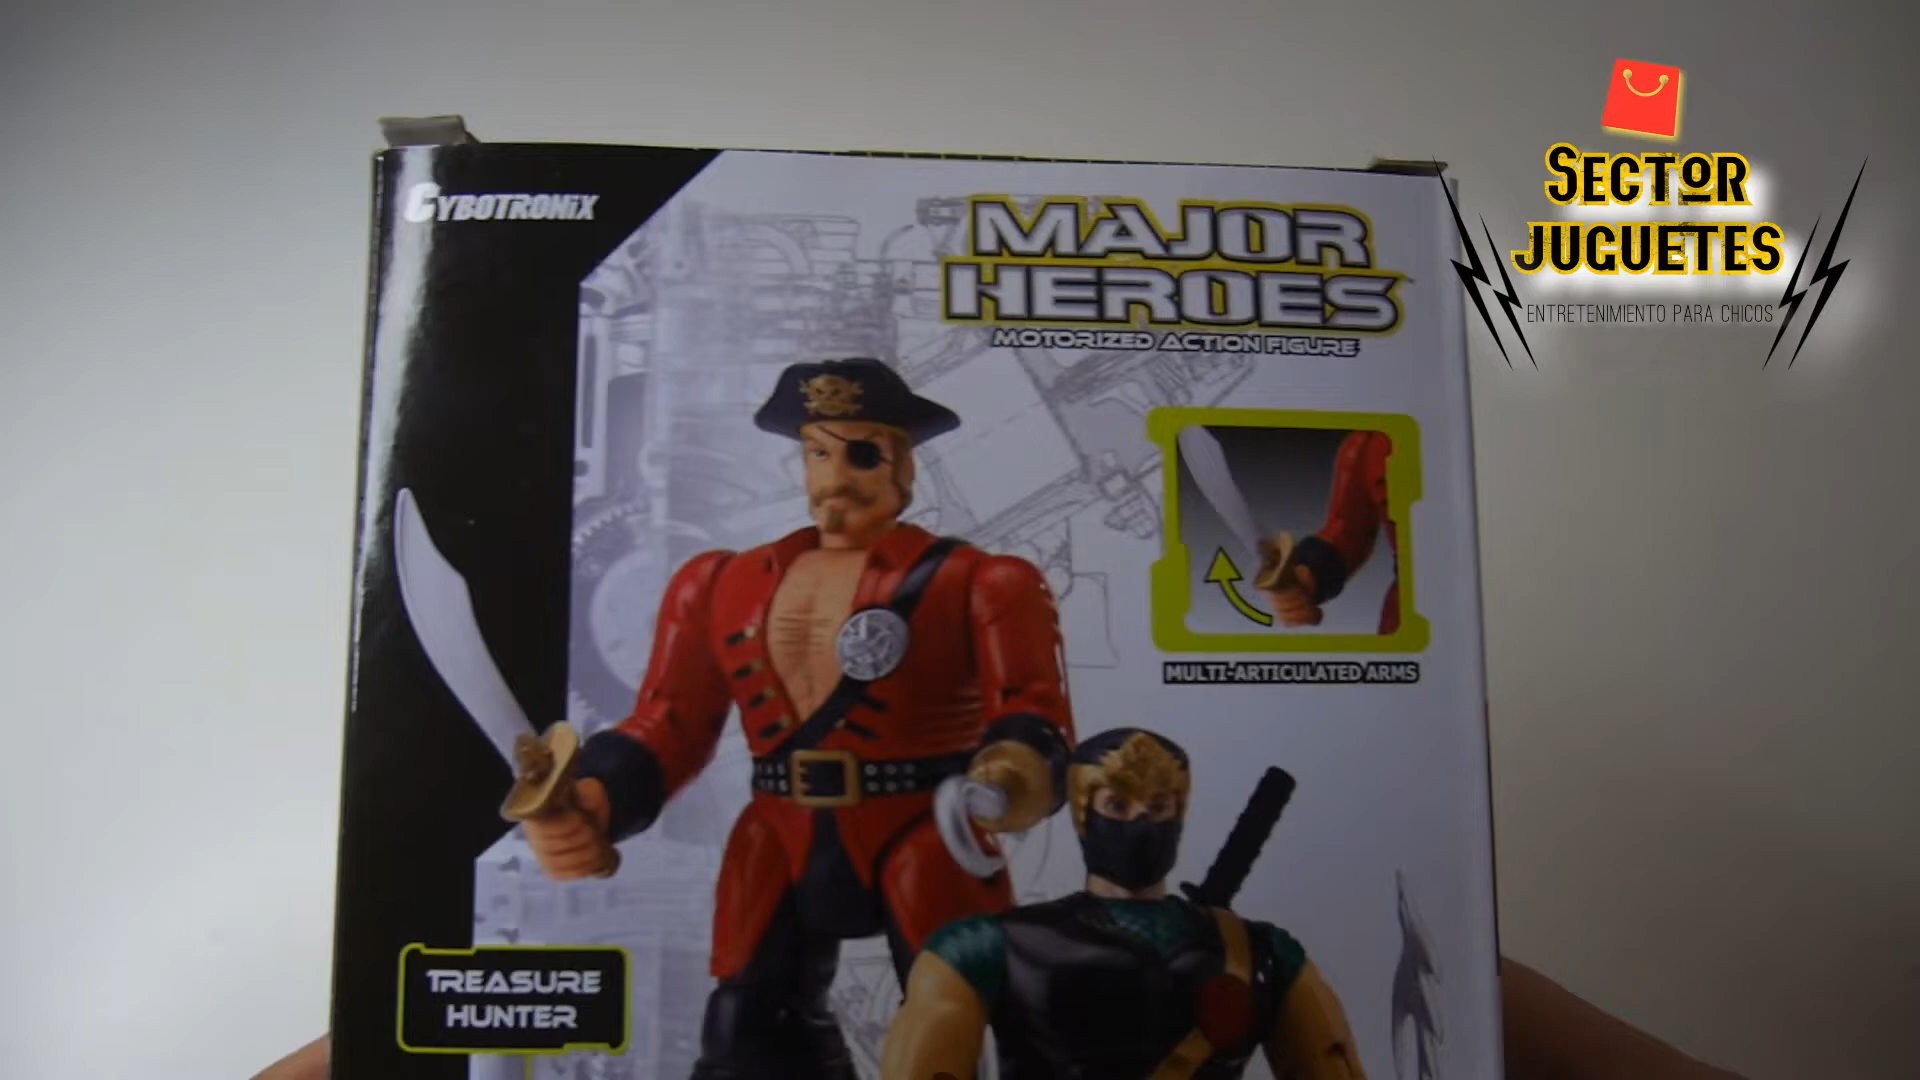 CYBOTRONIX
MAJOR
HEROES
MOTORIZED ACTION FIGURE
MULTI-ARTICULATED ARMS
TREASURE
HUNTER
SECTOR
JUGUETES
ENTRETENIMIENTO PARA CHICOS